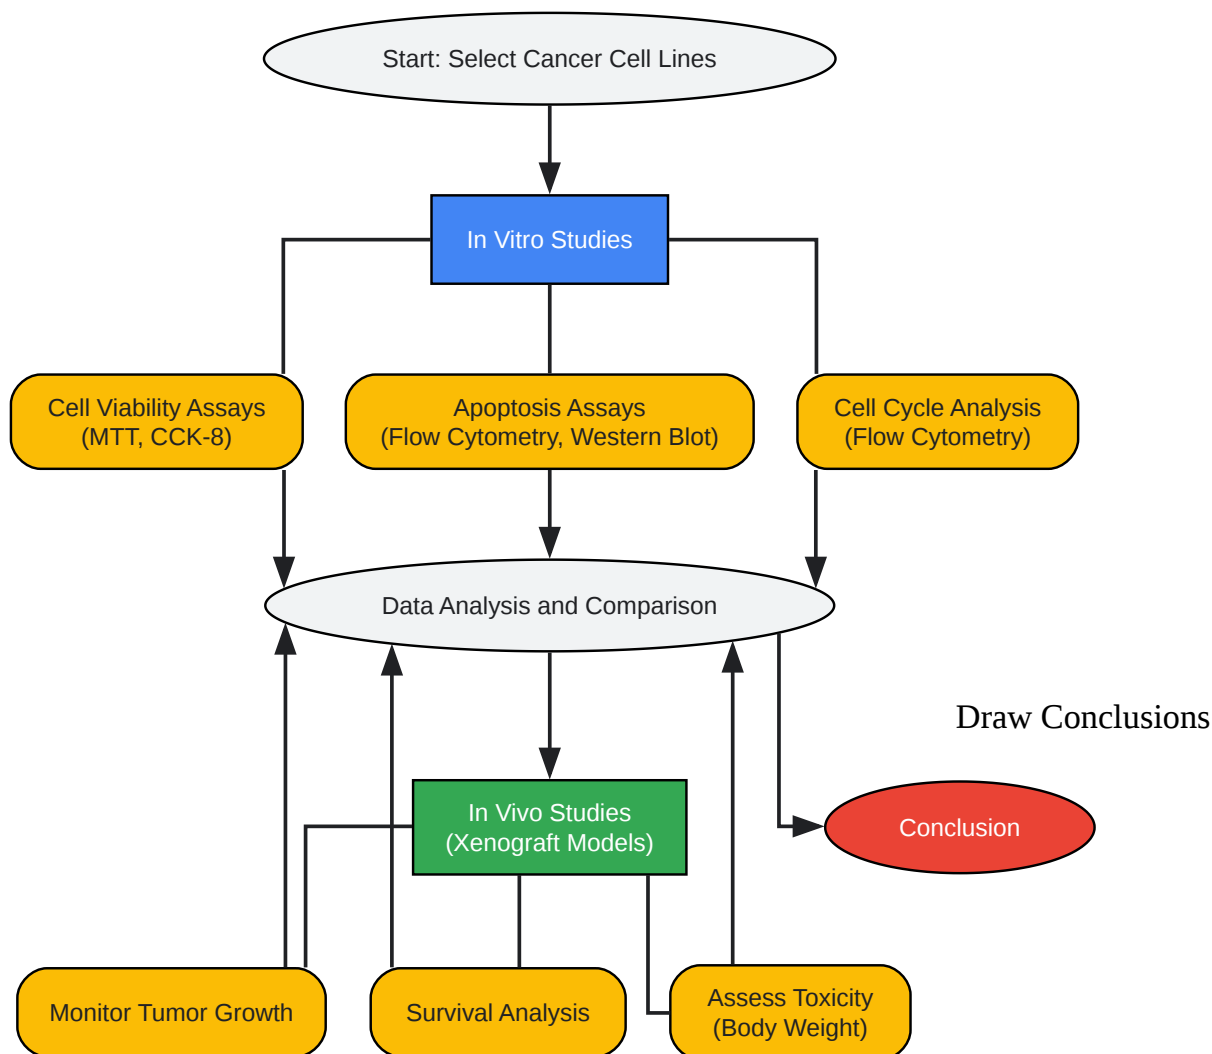 Start: Select Cancer Cell Lines
In Vitro Studies
Cell Viability Assays
(MTT, CCK-8)
Apoptosis Assays
(Flow Cytometry, Western Blot)
Cell Cycle Analysis
(Flow Cytometry)
Data Analysis and Comparison
Draw Conclusions
In Vivo Studies
(Xenograft Models)
Conclusion
Monitor Tumor Growth
Survival Analysis
Assess Toxicity
(Body Weight)